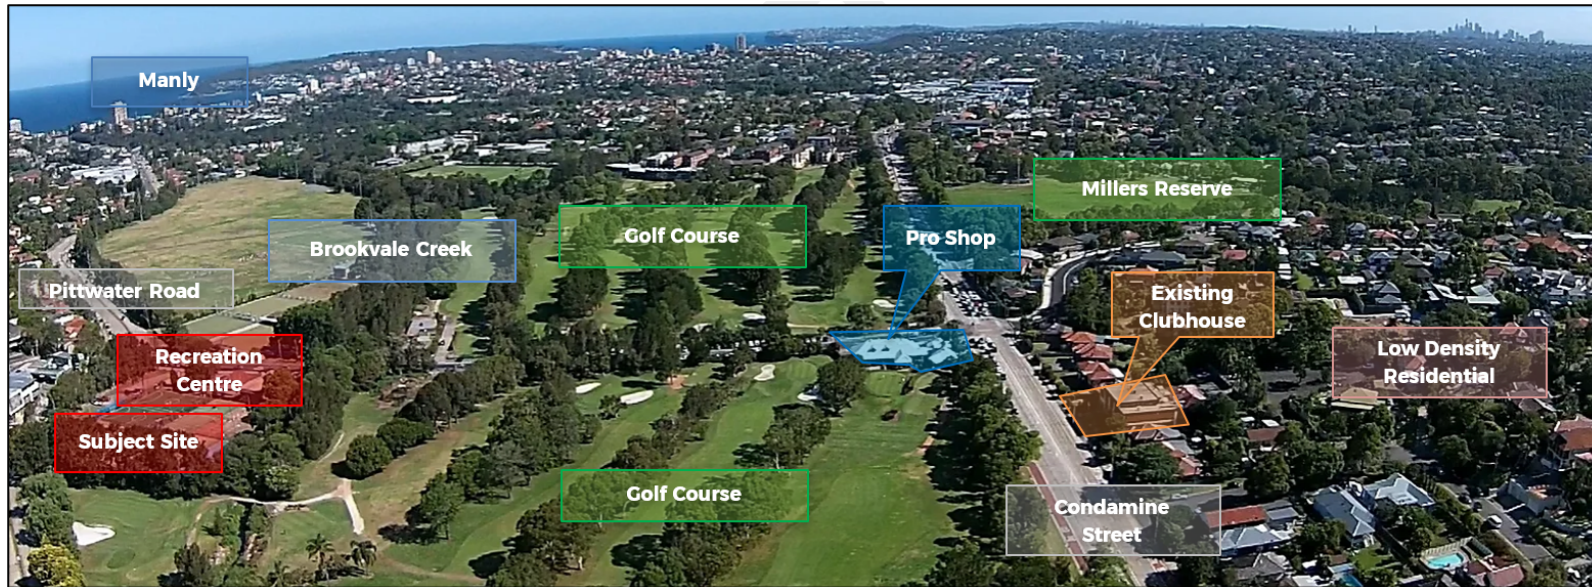 Manly
Millers Reserve
Golf Course
Pro Shop
Brookvale Creek
Pittwater Road
Existing
Clubhouse
Recreation
Centre
Low Density
Residential
Subject Site
Golf Course
Condamine
Street